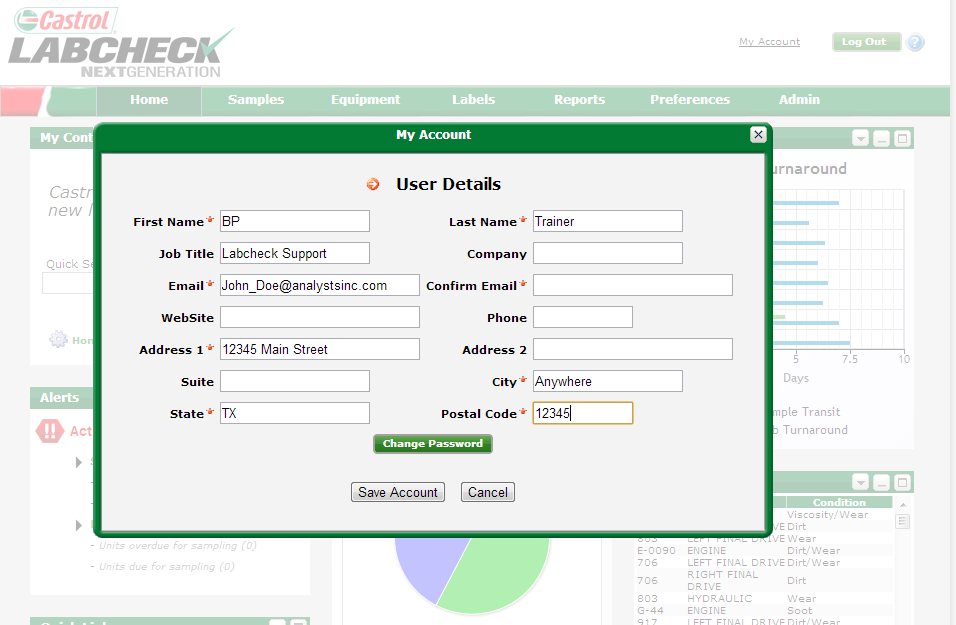 Castrol
LABCHECK
NEXTGENERATION
My Account
Log Out
?
Home Samples Equipment Labels Reports Preferences Admin
My Cont
My Account
urnaround
User Details
Castr
new
First Name* BP Last Name* Trainer
Job Title Labcheck Support Company
Quick Se
Email* John_Doe@analystsinc.com Confirm Email*
WebSite Phone
Hon
Address 1* 12345 Main Street Address 2
5 7.5 10
Days
Suite City* Anywhere
Alerts
State* TX Postal Code* 12345
mple Transit
b Turnaround
Act
Change Password
Save Account Cancel
Condition
Viscosity/Wear
DRIVE Dirt
803 LEFT FINAL DRIVE Wear
- Units overdue for sampling (0)
E-0090 ENGINE Dirt/Wear
706 LEFT FINAL DRIVE Dirt/Wear
- Units due for sampling (0)
706 RIGHT FINAL DRIVE Dirt
803 HYDRAULIC Wear
G-44 ENGINE Soot
917 LEFT FINAL DRIVE Dirt/Wear
Quick Link